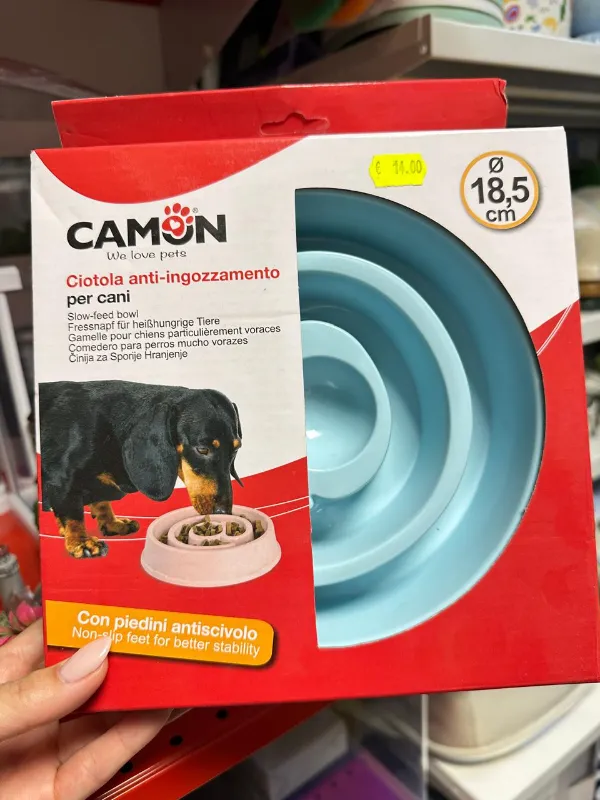 € 14.00
Ø
18,5
cm
CAMON®
We love pets
Ciotola anti-ingozzamento
per cani
Slow-feed bowl
Fressnapf für heißhungrige Tiere
Gamelle pour chiens particulièrement voraces
Comedero para perros mucho vorazes
Činija za Sporije Hranjenje
Con piedini antiscivolo
Non-slip feet for better stability